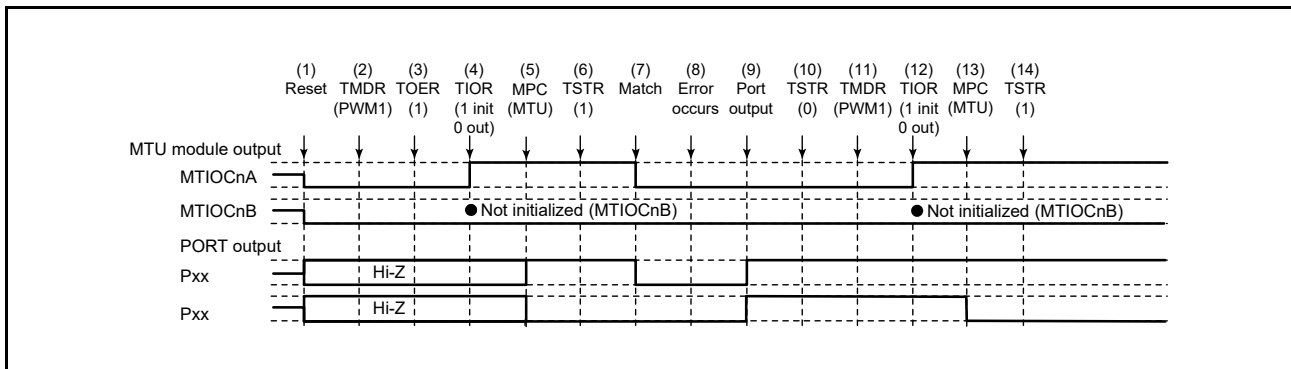 (1) (2) (3) (4) (5) (6) (7) (8) (9) (10) (11) (12) (13) (14)
Reset TMDR TOER TIOR MPC TSTR Match Error Port TSTR TMDR TIOR MPC TSTR
(PWM1) (1) (1 init (MTU) (1) occurs output (0) (PWM1) (1 init (MTU) (1)
0 out) 0 out)
MTU module output
MTIOCnA
MTIOCnB ● Not initialized (MTIOCnB) ● Not initialized (MTIOCnB)
PORT output
Pxx Hi-Z
Pxx Hi-Z